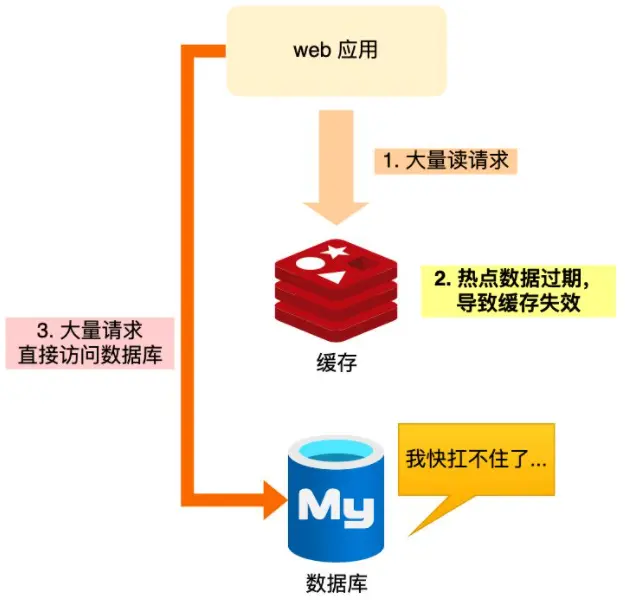 web 应用
1. 大量读请求
2. 热点数据过期，
导致缓存失效
3. 大量请求
直接访问数据库
缓存
我快扛不住了...
My
数据库